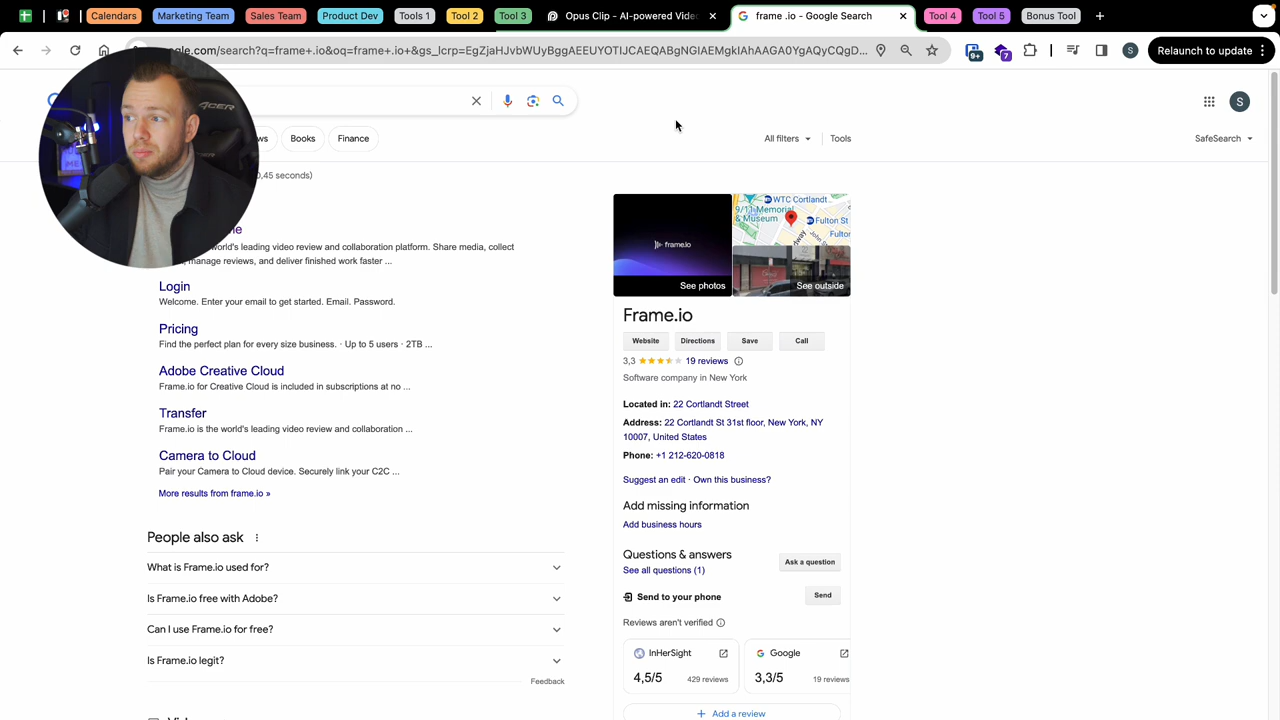 Calendars
Marketing Team
Sales Team
Product Dev
Tools 1
Tool 2
Tool 3
Opus Clip - AI-powered Vide
frame .io - Google Search
Tool 4
Tool 5
Bonus Tool
.com/search?q=frame+.io&oq=frame+.io+&gs_lcrp=EgZjaHJvbWUyBggAEEUYOTIJCAEQABgNGIAEMgkIAhAAGA0YgAQyCQgD...
9+
7
S
Relaunch to update
S
ws
Books
Finance
All filters
Tools
SafeSearch
0,45 seconds)
me
world's leading video review and collaboration platform. Share media, collect
, manage reviews, and deliver finished work faster ...
Login
Welcome. Enter your email to get started. Email. Password.
Pricing
Find the perfect plan for every size business. · Up to 5 users · 2TB ...
Adobe Creative Cloud
Frame.io for Creative Cloud is included in subscriptions at no ...
Transfer
Frame.io is the world's leading video review and collaboration ...
Camera to Cloud
Pair your Camera to Cloud device. Securely link your C2C ...
More results from frame.io »
People also ask
What is Frame.io used for?
Is Frame.io free with Adobe?
Can I use Frame.io for free?
Is Frame.io legit?
Feedback
frame.io
See photos
WTC Cortlandt
9/11 Memorial
& Museum
Fulton St
Fulton
See outside
Frame.io
Website
Directions
Save
Call
3,3
19 reviews
Software company in New York
Located in: 22 Cortlandt Street
Address: 22 Cortlandt St 31st floor, New York, NY
10007, United States
Phone: +1 212-620-0818
Suggest an edit · Own this business?
Add missing information
Add business hours
Questions & answers
See all questions (1)
Ask a question
Send to your phone
Send
Reviews aren't verified
InHerSight
4,5/5
429 reviews
Google
3,3/5
19 reviews
Add a review